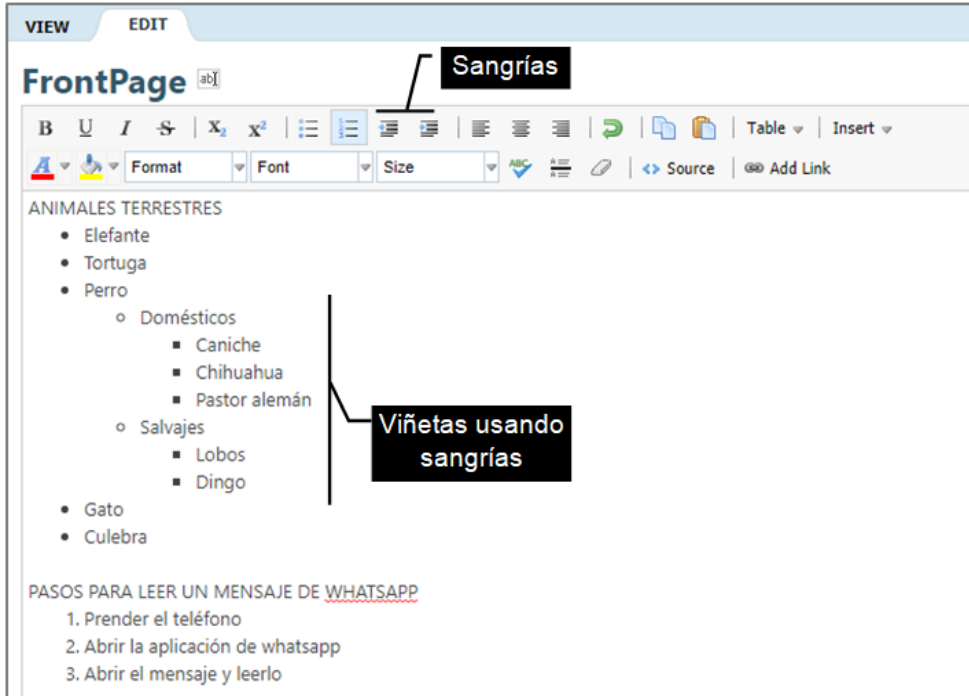 VIEW EDIT
FrontPage ab
Sangrías
B U I S X₂ x² Table Insert
A Format Font Size ABC Source Add Link
ANIMALES TERRESTRES
• Elefante
• Tortuga
• Perro
○ Domésticos
▪ Caniche
▪ Chihuahua
▪ Pastor alemán
○ Salvajes
▪ Lobos
▪ Dingo
• Gato
• Culebra
Viñetas usando
sangrías
PASOS PARA LEER UN MENSAJE DE WHATSAPP
1. Prender el teléfono
2. Abrir la aplicación de whatsapp
3. Abrir el mensaje y leerlo